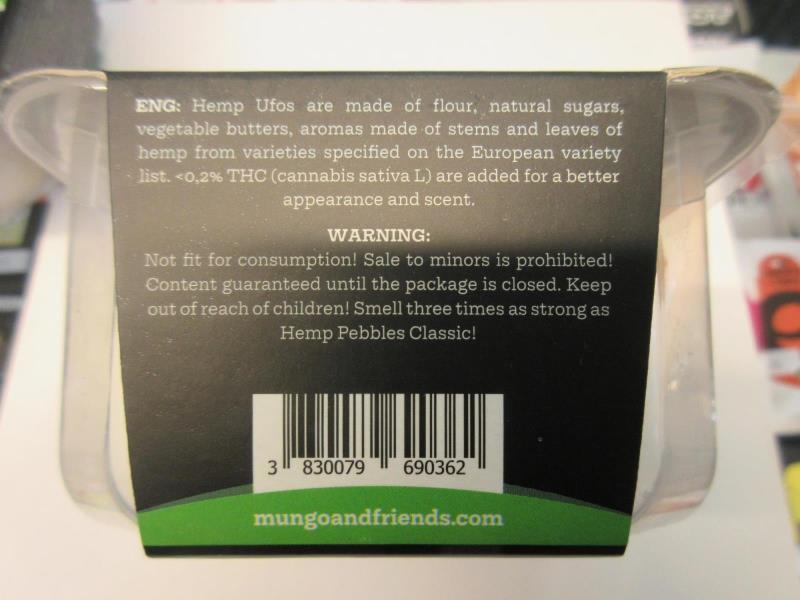 ENG: Hemp Ufos are made of flour, natural sugars,
vegetable butters, aromas made of stems and leaves of
hemp from varieties specified on the European variety
list. <0,2% THC (cannabis sativa L) are added for a better
appearance and scent.
WARNING:
Not fit for consumption! Sale to minors is prohibited!
Content guaranteed until the package is closed. Keep
out of reach of children! Smell three times as strong as
Hemp Pebbles Classic!
3 830079 690362
mungoandfriends.com